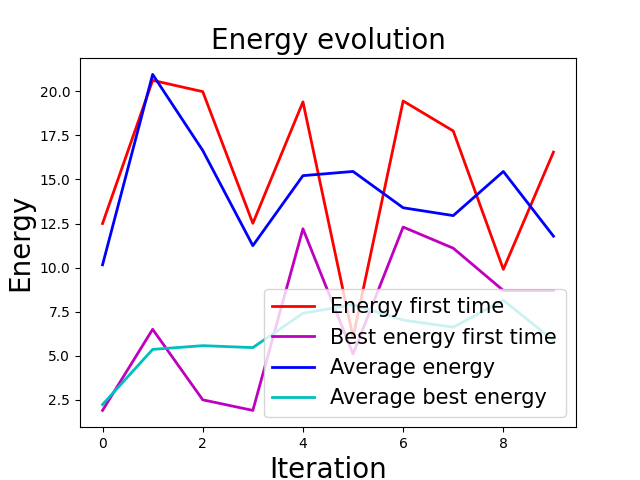 Energy evolution
20.0
17.5
15.0
12.5
10.0
7.5
5.0
2.5
Energy
Energy first time
Best energy first time
Average energy
Average best energy
0 2 4 6 8
Iteration